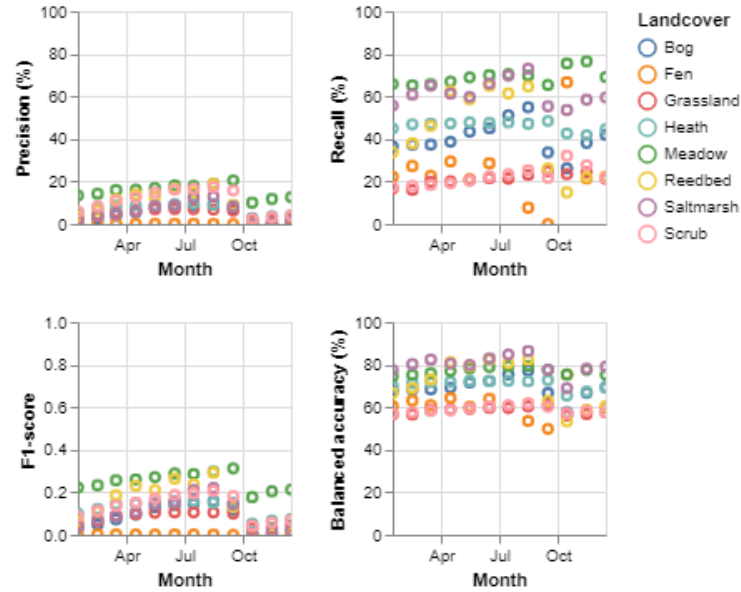 100
80
60
40
20
0
Precision (%)
Apr
Jul
Oct
Month
100
80
60
40
20
0
Recall (%)
Apr
Jul
Oct
Month
Landcover
Bog
Fen
Grassland
Heath
Meadow
Reedbed
Saltmarsh
Scrub
1.0
0.8
0.6
0.4
0.2
0.0
F1-score
Apr
Jul
Oct
Month
100
80
60
40
20
0
Balanced accuracy (%)
Apr
Jul
Oct
Month